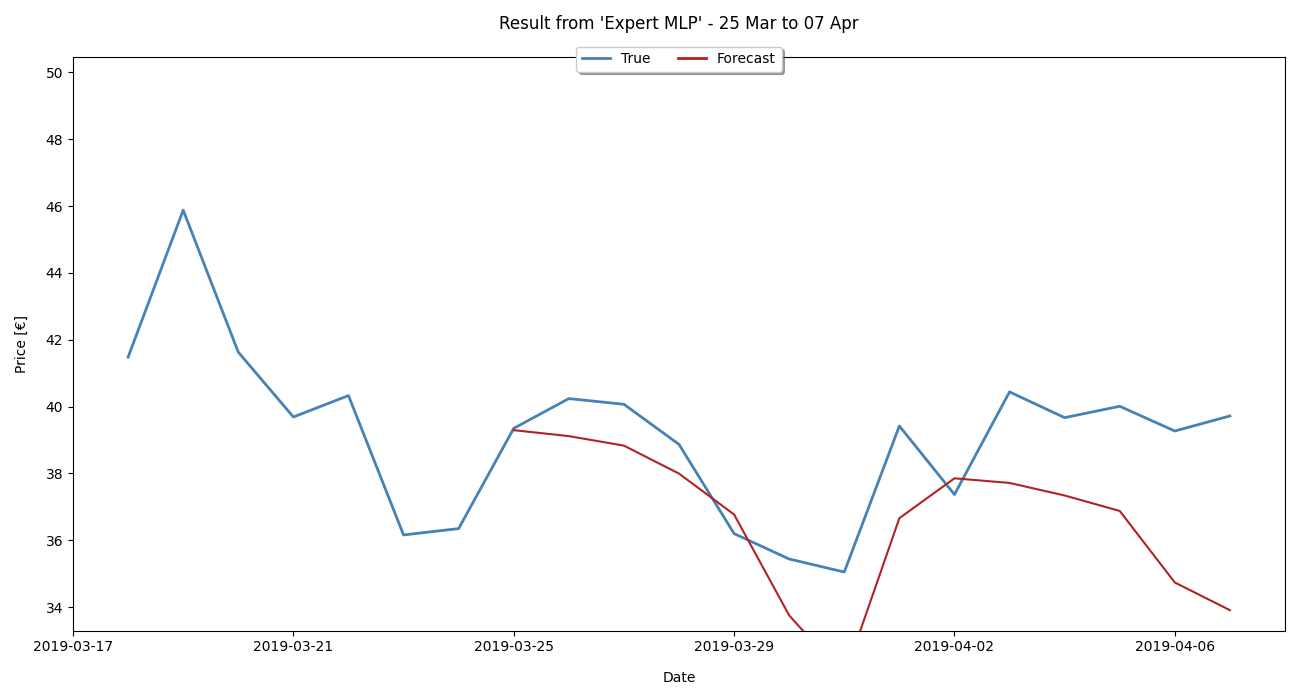 Result from 'Expert MLP' - 25 Mar to 07 Apr
True Forecast
50
48
46
44
42
40
38
36
34
Price [€]
2019-03-17 2019-03-21 2019-03-25 2019-03-29 2019-04-02 2019-04-06
Date